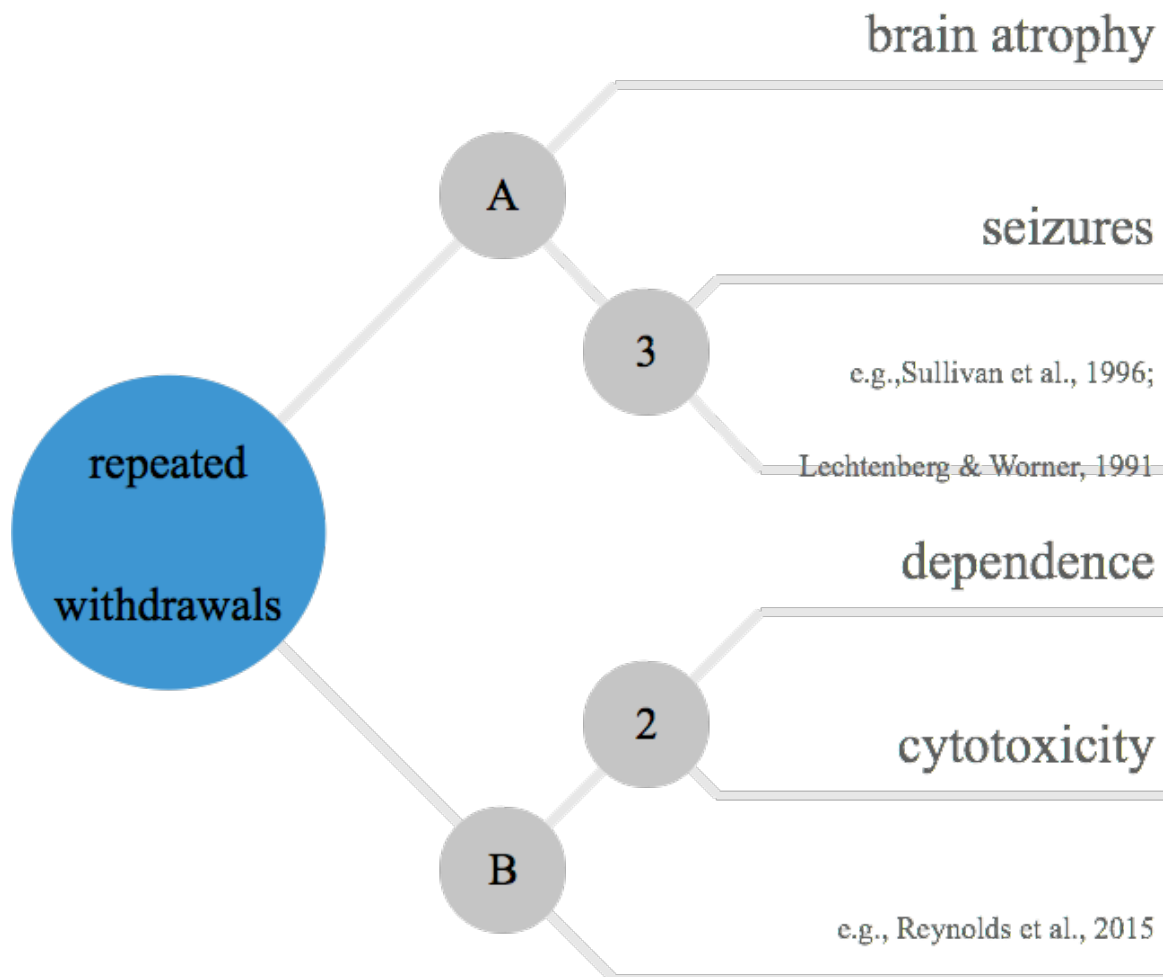 brain atrophy
A
seizures
3
e.g.,Sullivan et al., 1996;
repeated
Lechtenberg & Worner, 1991
dependence
withdrawals
2
cytotoxicity
B
e.g., Reynolds et al., 2015